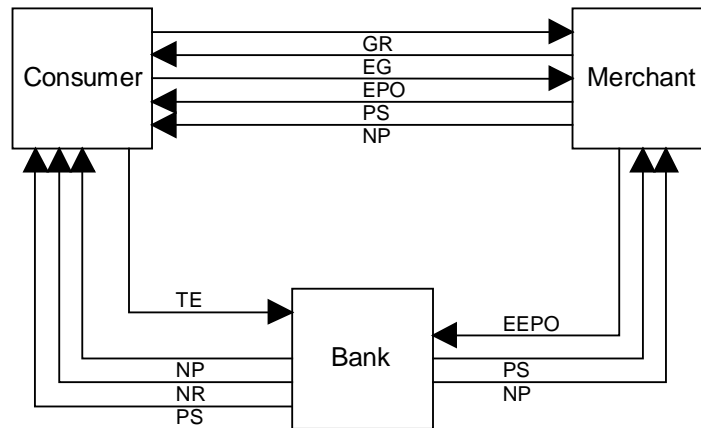 GR
Consumer
EG
Merchant
EPO
PS
NP
TE
EEPO
Bank
NP
PS
NR
NP
PS